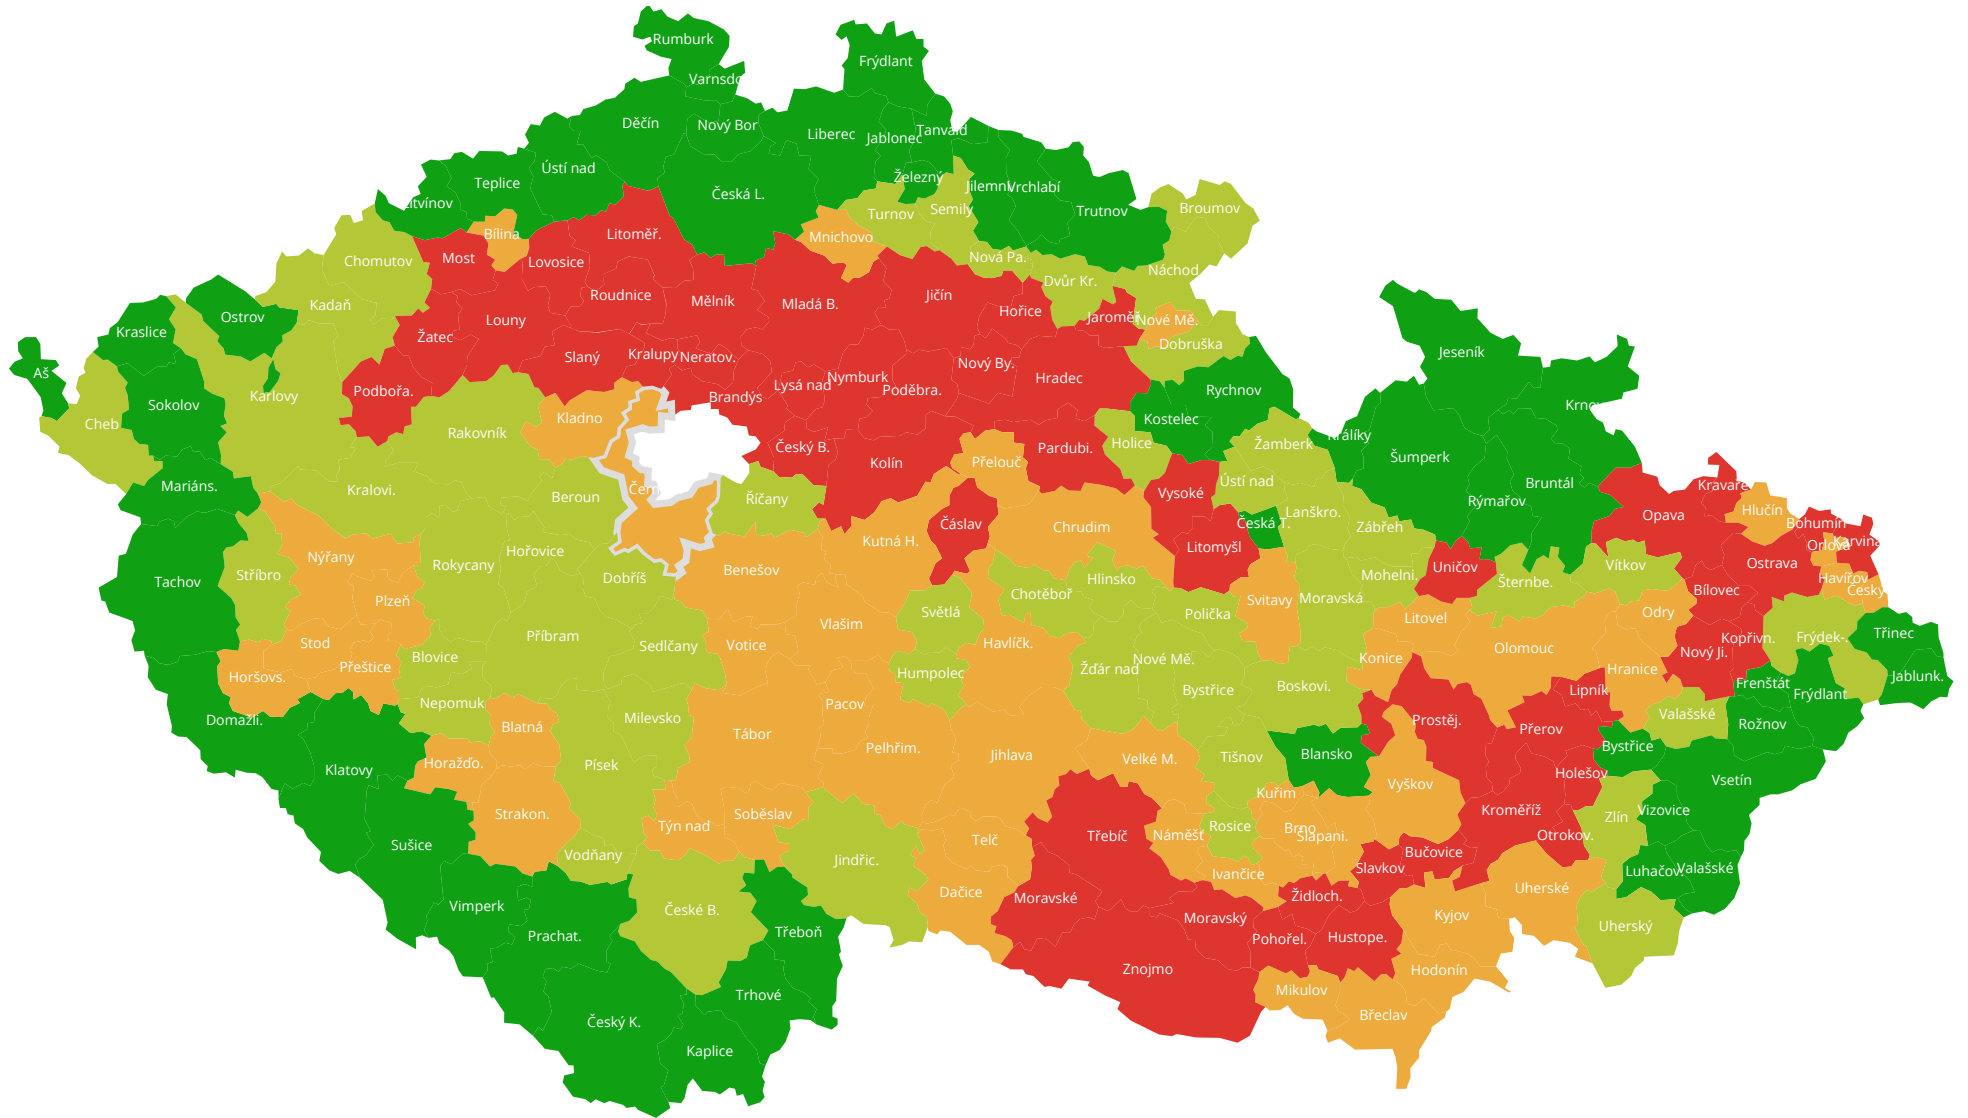 Rumburk
Frýdlant
Varnsdo
Děčín
Nový Bor
Liberec
Jablonec
Tanvald
Ústí nad
Teplice
Železný
Česká L.
Jilemni
Vrchlabí
Litvínov
Turnov
Semily
Trutnov
Broumov
Bílina
Litoměř.
Mnichovo
Chomutov
Most
Lovosice
Nová Pa.
Náchod
Dvůr Kr.
Kadaň
Roudnice
Mělník
Mladá B.
Jičín
Hořice
Ostrov
Louny
Jaroměř
Nové Mě.
Kraslice
Žatec
Slaný
Kralupy
Neratov.
Dobruška
Jeseník
Aš
Nový By.
Nymburk
Hradec
Lysá nad
Poděbra.
Podbořa.
Rychnov
Sokolov
Karlovy
Brandýs
Krnov
Cheb
Kladno
Kostelec
Rakovník
Králíky
Český B.
Pardubi.
Holice
Žamberk
Kolín
Přelouč
Šumperk
Mariáns.
Kralovi.
Beroun
Čern
Říčany
Vysoké
Ústí nad
Bruntál
Kravaře
Rýmařov
Lanškro.
Hlučín
Opava
Čáslav
Chrudim
Česká T.
Zábřeh
Bohumín
Kutná H.
Karviná
Orlová
Nýřany
Hořovice
Litomyšl
Rokycany
Vítkov
Ostrava
Uničov
Stříbro
Tachov
Dobříš
Benešov
Hlinsko
Mohelni.
Šternbe.
Havířov
Český
Chotěboř
Bílovec
Plzeň
Světlá
Svitavy
Moravská
Polička
Odry
Vlašim
Litovel
Příbram
Třinec
Frýdek-.
Kopřivn.
Stod
Sedlčany
Votice
Havlíčk.
Olomouc
Nový Ji.
Blovice
Konice
Nové Mě.
Přeštice
Žďár nad
Hranice
Humpolec
Horšovs.
Jablunk.
Frenštát
Boskovi.
Bystřice
Lipník
Frýdlant
Nepomuk
Pacov
Milevsko
Valašské
Domažli.
Prostěj.
Rožnov
Blatná
Přerov
Tábor
Pelhřim.
Bystřice
Jihlava
Blansko
Tišnov
Velké M.
Horažďo.
Písek
Klatovy
Holešov
Vsetín
Vyškov
Kuřim
Strakon.
Soběslav
Kroměříž
Vizovice
Zlín
Týn nad
Rosice
Brno
Náměšť
Třebíč
Šlapani.
Otrokov.
Telč
Sušice
Bučovice
Vodňany
Jindřic.
Slavkov
Valašské
Luhačov.
Ivančice
Uherské
Dačice
Židloch.
Moravské
Vimperk
České B.
Kyjov
Moravský
Uherský
Třeboň
Prachat.
Hustope.
Pohořel.
Znojmo
Hodonín
Mikulov
Trhové
Břeclav
Český K.
Kaplice